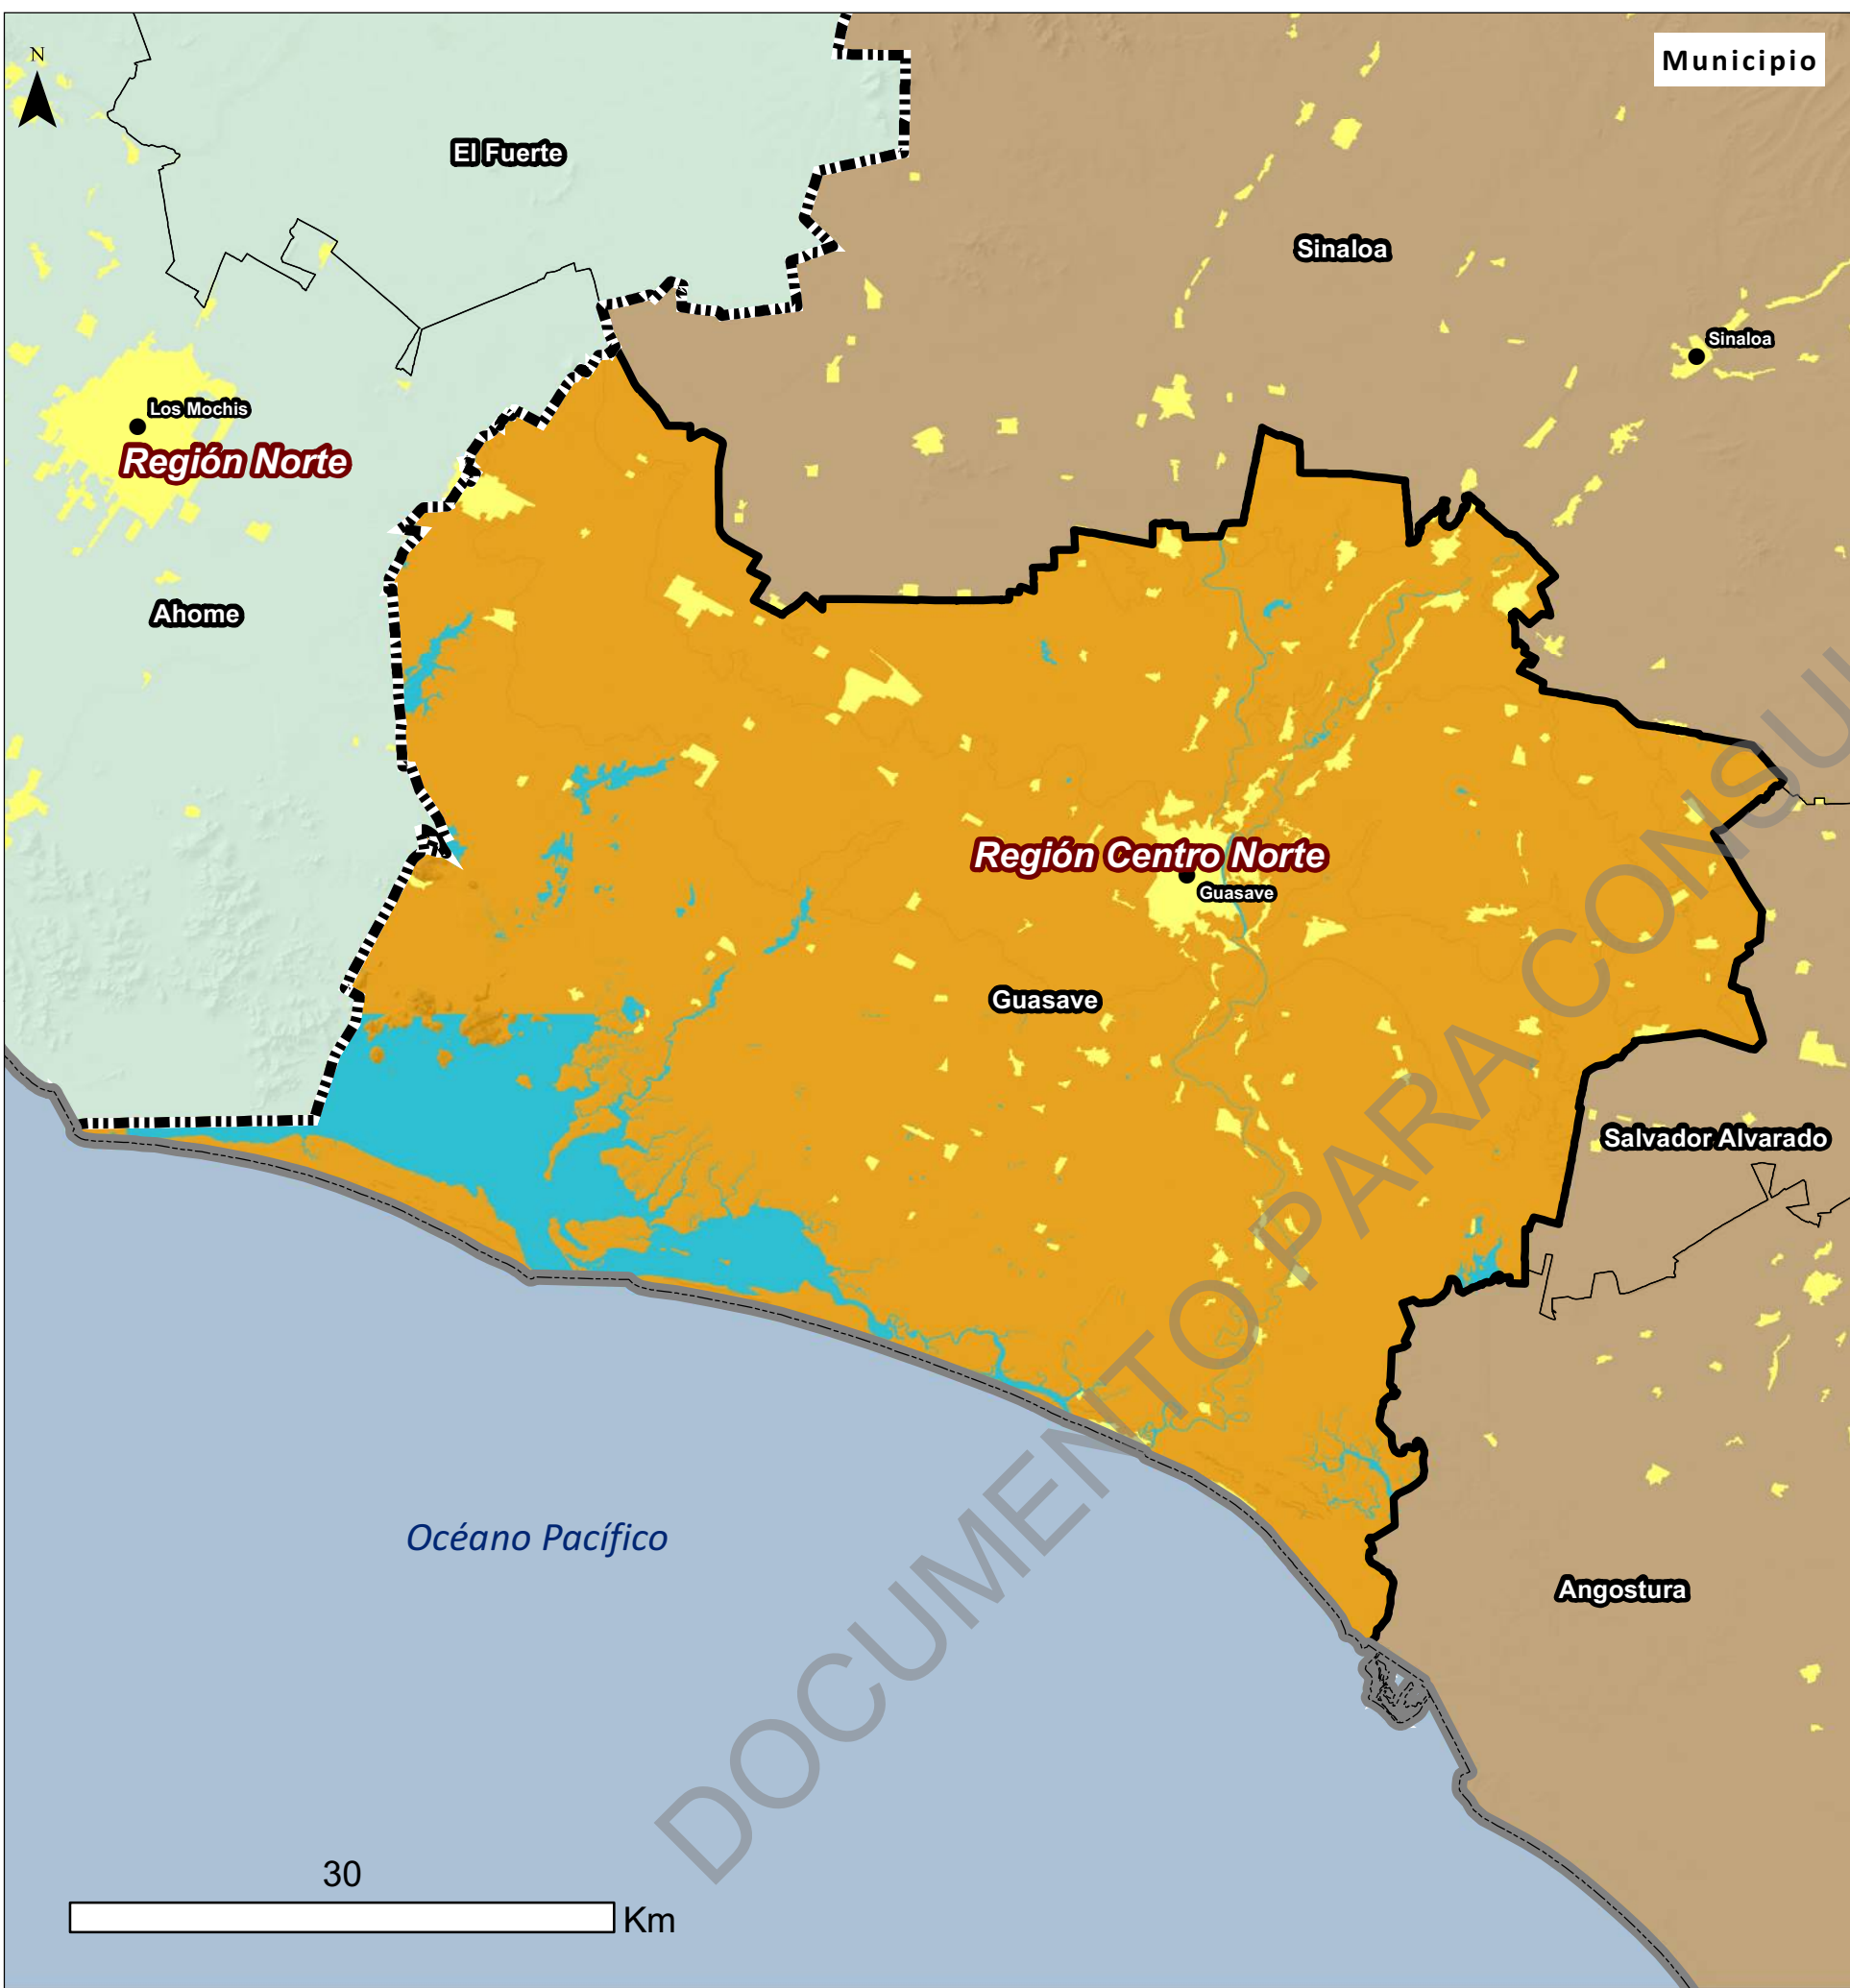 N
Municipio
El Fuerte
Sinaloa
Sinaloa
Los Mochis
Región Norte
Ahome
Región Centro Norte
Guasave
Guasave
Salvador Alvarado
Océano Pacífico
Angostura
30
Km
DOCUMENTO PARA CONSU